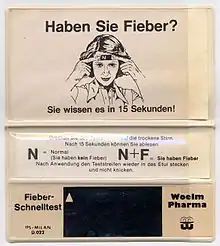 Haben Sie Fieber?
N
Sie wissen es in 15 Sekunden!
auf die trockene Stirn.
Nach 15 Sekunden können Sie ablesen
N = Normal (Sie haben kein Fieber) N+F = Sie haben Fieber
Nach Anwendung den Teststreifen wieder in das Etui stecken
und nicht knicken.
Fieber-
Schnelltest
Woelm
Pharma
D.022